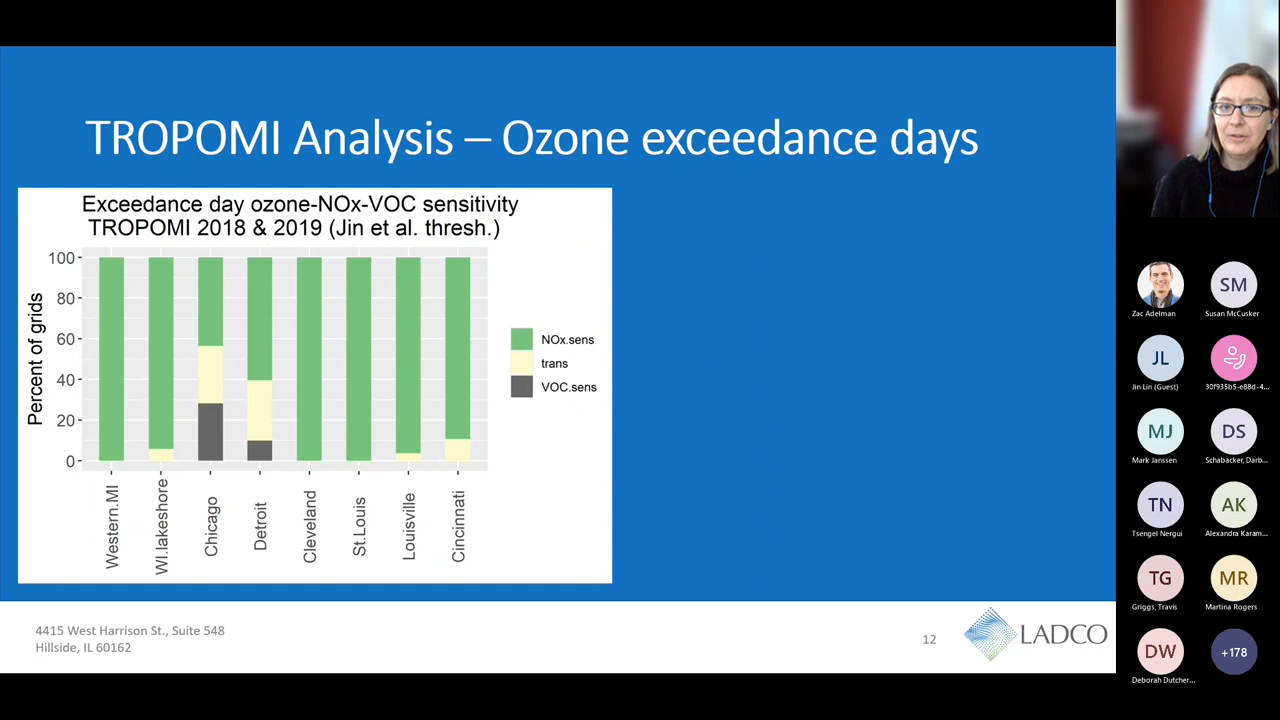 TROPOMI Analysis – Ozone exceedance days
Exceedance day ozone-NOx-VOC sensitivity
TROPOMI 2018 & 2019 (Jin et al. thresh.)
Percent of grids
100
80
60
40
20
0
Western.MI
WI.lakeshore
Chicago
Detroit
Cleveland
St.Louis
Louisville
Cincinnati
NOx.sens
trans
VOC.sens
4415 West Harrison St., Suite 548
Hillside, IL 60162
12
LADCO
Zac Adelman
SM
Susan McCusker
JL
Jin Lin (Guest)
30f935b5-e88d-4...
MJ
Mark Janssen
DS
Schabacker, Darb...
TN
Tsengel Nergui
AK
Alexandra Karam...
TG
Griggs, Travis
MR
Martina Rogers
DW
Deborah Dutcher...
+178